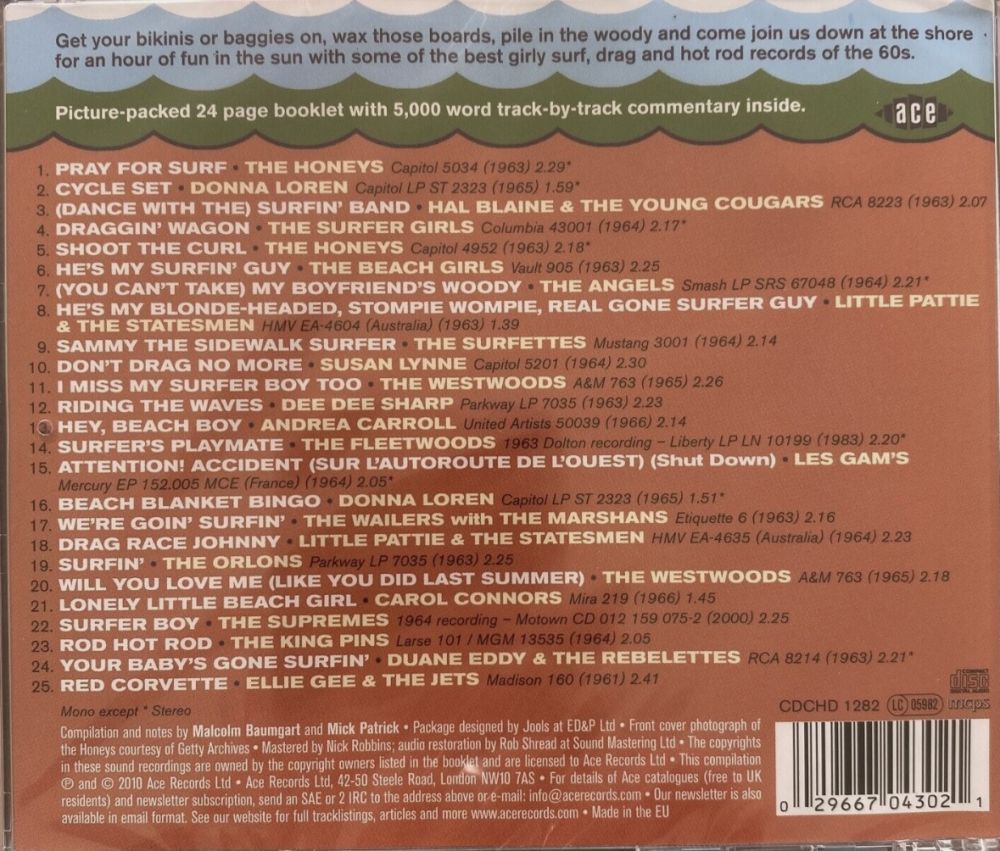 Get your bikinis or baggies on, wax those boards, pile in the woody and come join us down at the shore
for an hour of fun in the sun with some of the best girly surf, drag and hot rod records of the 60s.
Picture-packed 24 page booklet with 5,000 word track-by-track commentary inside.
ace
1. PRAY FOR SURF • THE HONEYS Capitol 5034 (1963) 2.29*
2. CYCLE SET • DONNA LOREN Capitol LP ST 2323 (1965) 1.59*
3. (DANCE WITH THE) SURFIN' BAND • HAL BLAINE & THE YOUNG COUGARS RCA 8223 (1963) 2.07
4. DRAGGIN' WAGON • THE SURFER GIRLS Columbia 43001 (1964) 2.17*
5. SHOOT THE CURL • THE HONEYS Capitol 4952 (1963) 2.18*
6. HE'S MY SURFIN' GUY • THE BEACH GIRLS Vault 905 (1963) 2.25
7. (YOU CAN'T TAKE) MY BOYFRIEND'S WOODY • THE ANGELS Smash LP SRS 67048 (1964) 2.21*
8. HE'S MY BLONDE-HEADED, STOMPIE WOMPIE, REAL GONE SURFER GUY • LITTLE PATTIE
& THE STATESMEN HMV EA-4604 (Australia) (1963) 1.39
9. SAMMY THE SIDEWALK SURFER • THE SURFETTES Mustang 3001 (1964) 2.14
10. DON'T DRAG NO MORE • SUSAN LYNNE Capitol 5201 (1964) 2.30
11. I MISS MY SURFER BOY TOO • THE WESTWOODS A&M 763 (1965) 2.26
12. RIDING THE WAVES • DEE DEE SHARP Parkway LP 7035 (1963) 2.23
13. HEY, BEACH BOY • ANDREA CARROLL United Artists 50039 (1966) 2.14
14. SURFER'S PLAYMATE • THE FLEETWOODS 1963 Dolton recording – Liberty LP LN 10199 (1983) 2.20*
15. ATTENTION! ACCIDENT (SUR L'AUTOROUTE DE L'OUEST) (Shut Down) • LES GAM'S
Mercury EP 152.005 MCE (France) (1964) 2.05*
16. BEACH BLANKET BINGO • DONNA LOREN Capitol LP ST 2323 (1965) 1.51*
17. WE'RE GOIN' SURFIN' • THE WAILERS with THE MARSHANS Etiquette 6 (1963) 2.16
18. DRAG RACE JOHNNY • LITTLE PATTIE & THE STATESMEN HMV EA-4635 (Australia) (1964) 2.23
19. SURFIN' • THE ORLONS Parkway LP 7035 (1963) 2.25
20. WILL YOU LOVE ME (LIKE YOU DID LAST SUMMER) • THE WESTWOODS A&M 763 (1965) 2.18
21. LONELY LITTLE BEACH GIRL • CAROL CONNORS Mira 219 (1966) 1.45
22. SURFER BOY • THE SUPREMES 1964 recording – Motown CD 012 159 075-2 (2000) 2.25
23. ROD HOT ROD • THE KING PINS Larse 101 / MGM 13535 (1964) 2.05
24. YOUR BABY'S GONE SURFIN' • DUANE EDDY & THE REBELETTES RCA 8214 (1963) 2.21*
25. RED CORVETTE • ELLIE GEE & THE JETS Madison 160 (1961) 2.41
Mono except * Stereo
Compilation and notes by Malcolm Baumgart and Mick Patrick • Package designed by Jools at ED&P Ltd • Front cover photograph of
the Honeys courtesy of Getty Archives • Mastered by Nick Robbins; audio restoration by Rob Shread at Sound Mastering Ltd • The copyrights
in these sound recordings are owned by the copyright owners listed in the booklet and are licensed to Ace Records Ltd • This compilation
℗ and © 2010 Ace Records Ltd • Ace Records Ltd, 42-50 Steele Road, London NW10 7AS • For details of Ace catalogues (free to UK
residents) and newsletter subscription, send an SAE or 2 IRC to the address above or e-mail: info@acerecords.com • Our newsletter is also
available in email format. See our website for full tracklistings, articles and more www.acerecords.com • Made in the EU
COMPACT
disc
DIGITAL AUDIO
CDCHD 1282 LC 05982 mcps
0 29667 04302 1